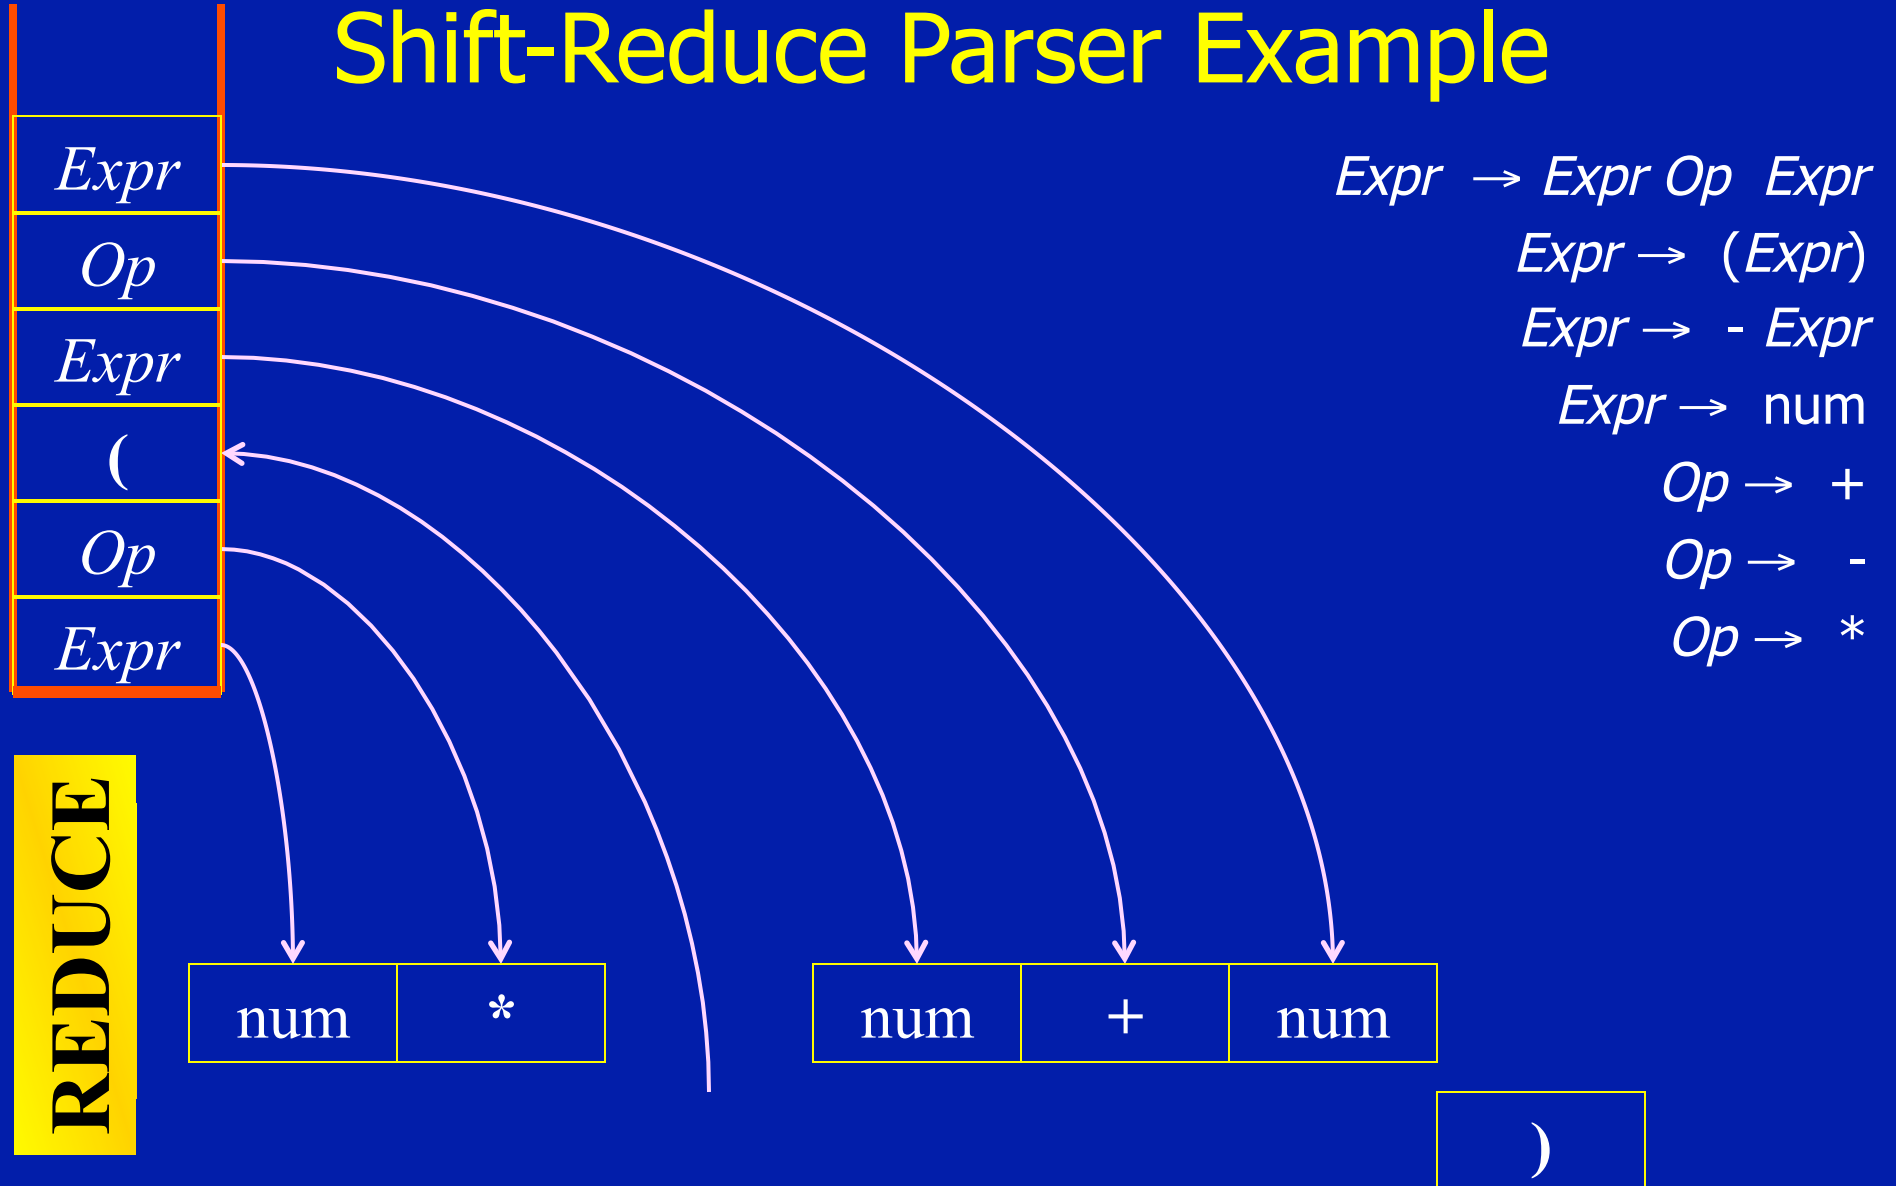 Shift-Reduce Parser Example
Expr
Op
Expr
(
Op
Expr
Expr → Expr Op Expr
Expr → (Expr)
Expr → - Expr
Expr → num
Op → +
Op → -
Op → *
REDUCE
num * num + num
)